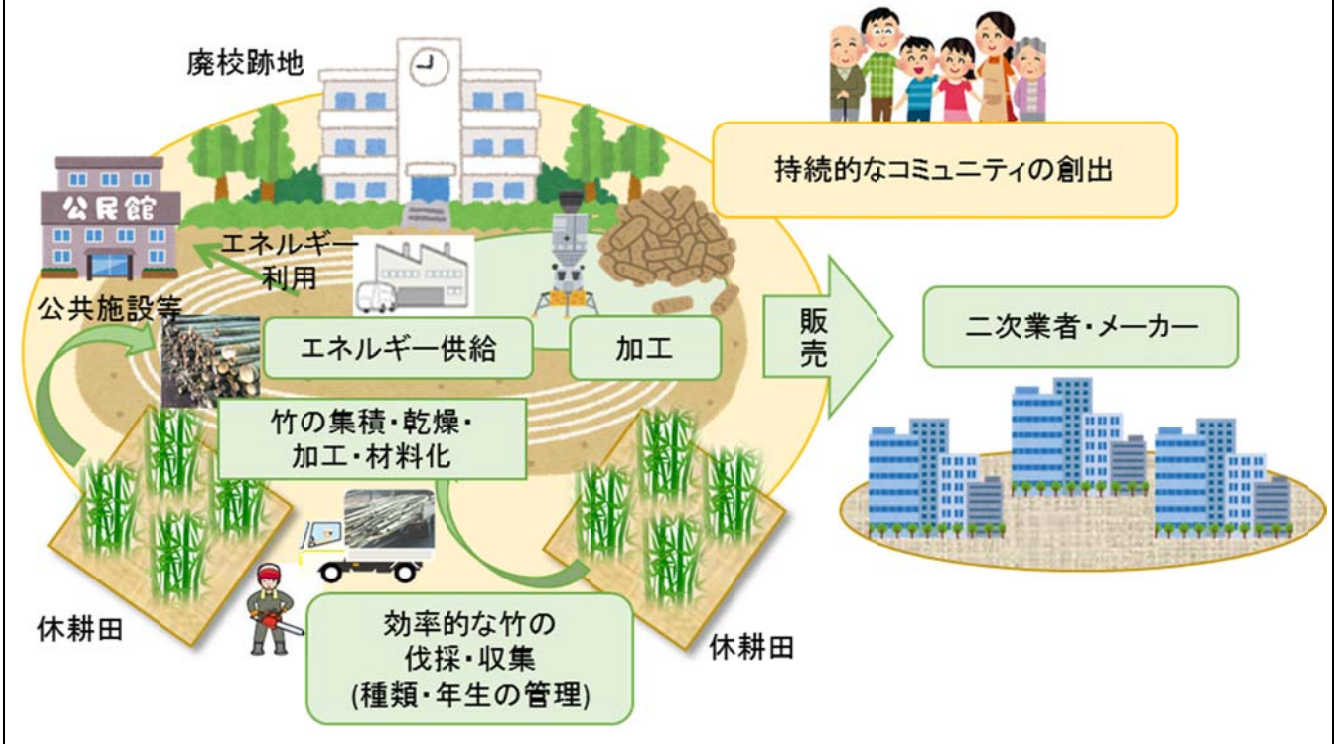 廃校跡地
持続的なコミュニティの創出
公民館
エネルギー
利用
公共施設等
エネルギー供給
加工
販
売
二次業者・メーカー
竹の集積・乾燥・
加工・材料化
休耕田
効率的な竹の
伐採・収集
(種類・年生の管理)
休耕田